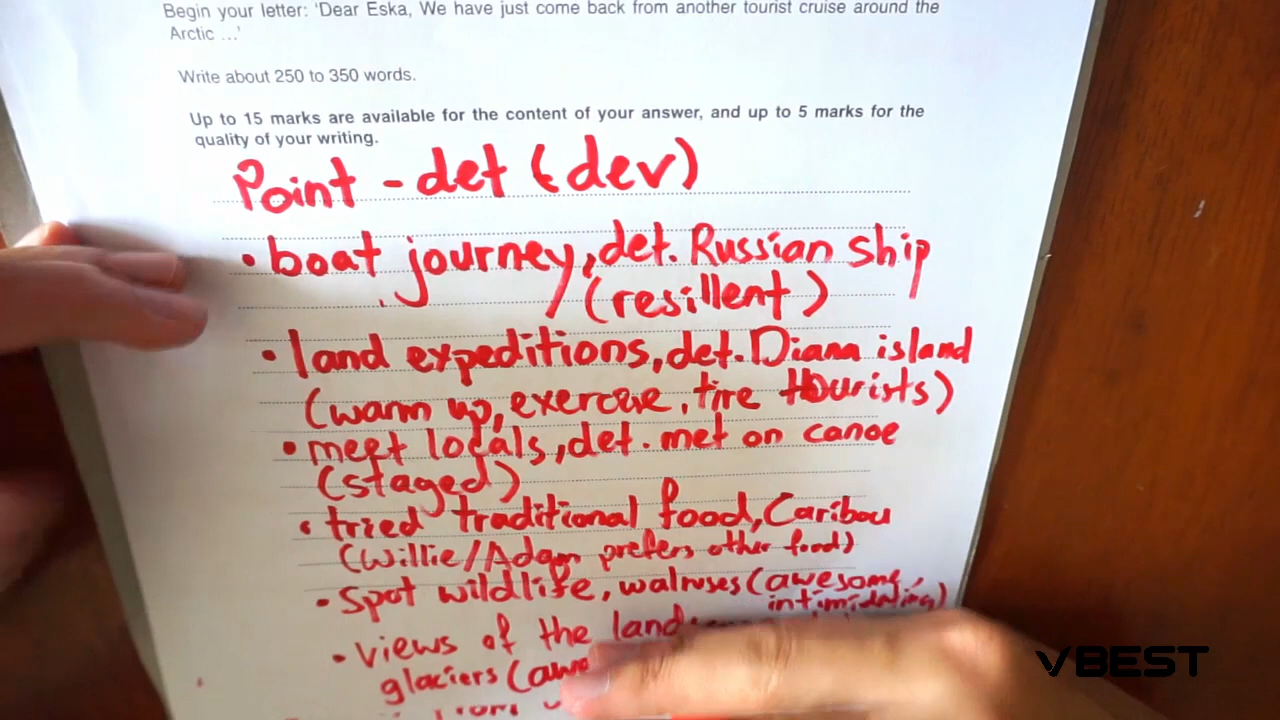 Begin your letter: 'Dear Eska, We have just come back from another tourist cruise around the
Arctic ...'
Write about 250 to 350 words.
Up to 15 marks are available for the content of your answer, and up to 5 marks for the
quality of your writing.
Point - det (dev)
• boat journey, det. Russian ship
(resillent)
• land expeditions, det. Diana island
(warm up, exercise, tire tourists)
• meet locals, det. met on canoe
(staged)
• tried traditional food, Caribou
(Willie/Adam prefers other food)
• Spot wildlife, walruses (awesome,
intimidating)
• views of the
glaciers
VBEST